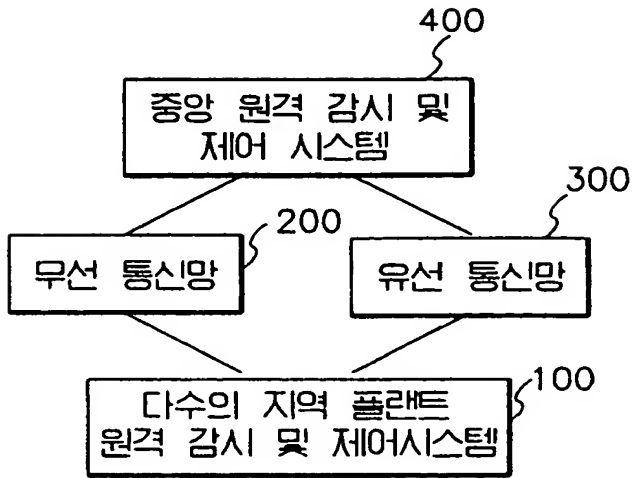 400
중앙 원격 감시 및
제어 시스템
300
200
무선 통신망
유선 통신망
100
다수의 지역 플랜트
원격 감시 및 제어시스템